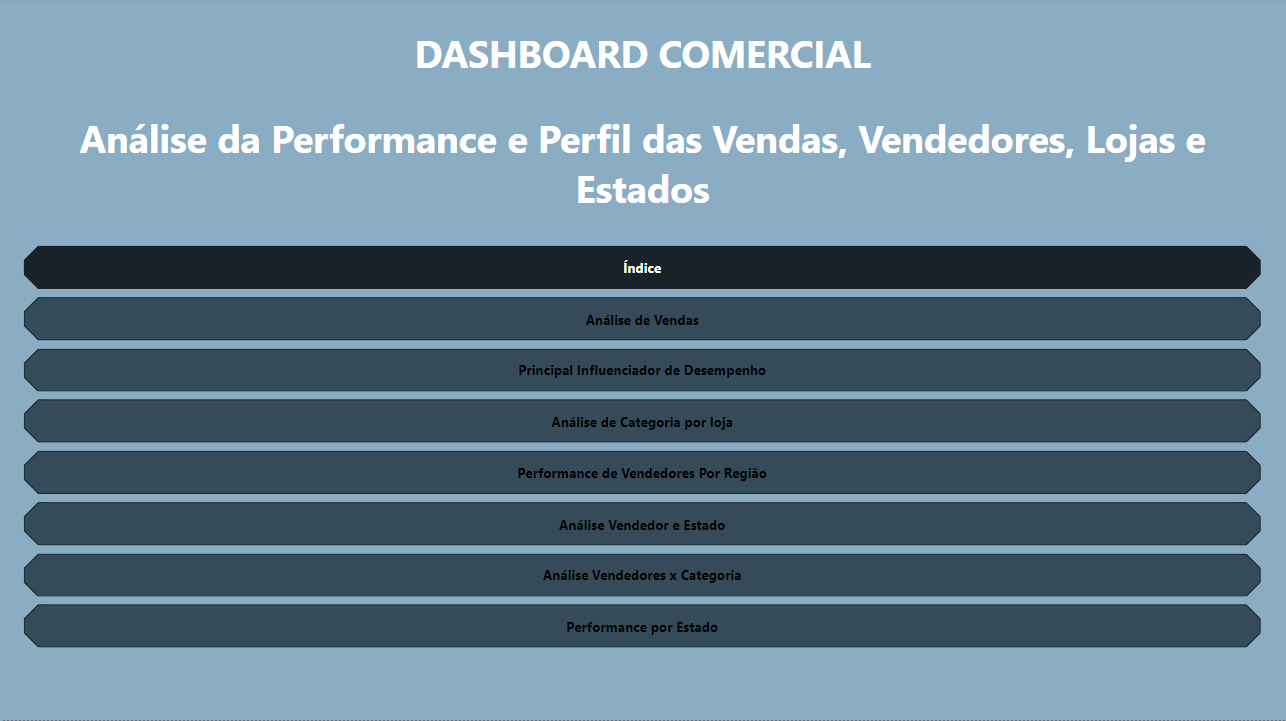 DASHBOARD COMERCIAL
Análise da Performance e Perfil das Vendas, Vendedores, Lojas e
Estados
Índice
Análise de Vendas
Principal Influenciador de Desempenho
Análise de Categoria por loja
Performance de Vendedores Por Região
Análise Vendedor e Estado
Análise Vendedores x Categoria
Performance por Estado